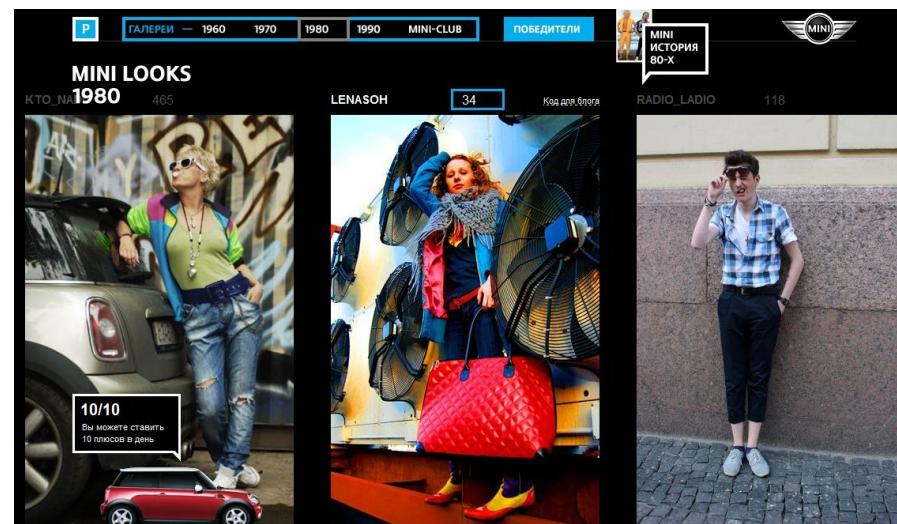 P
ГАЛЕРЕИ — 1960 1970 1980 1990 MINI-CLUB
ПОБЕДИТЕЛИ
MINI
ИСТОРИЯ
80-Х
MINI
MINI LOOKS
1980
465
LENASOH 34 Код для блога
RADIO_LADIO 118
10/10
Вы можете ставить
10 плюсов в день